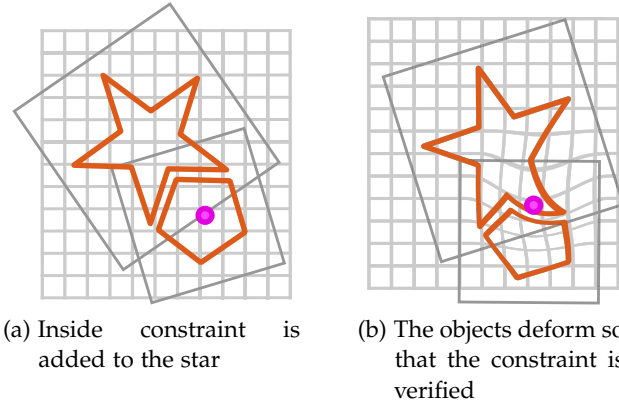 (a) Inside constraint is
added to the star
(b) The objects deform so
that the constraint is
verified